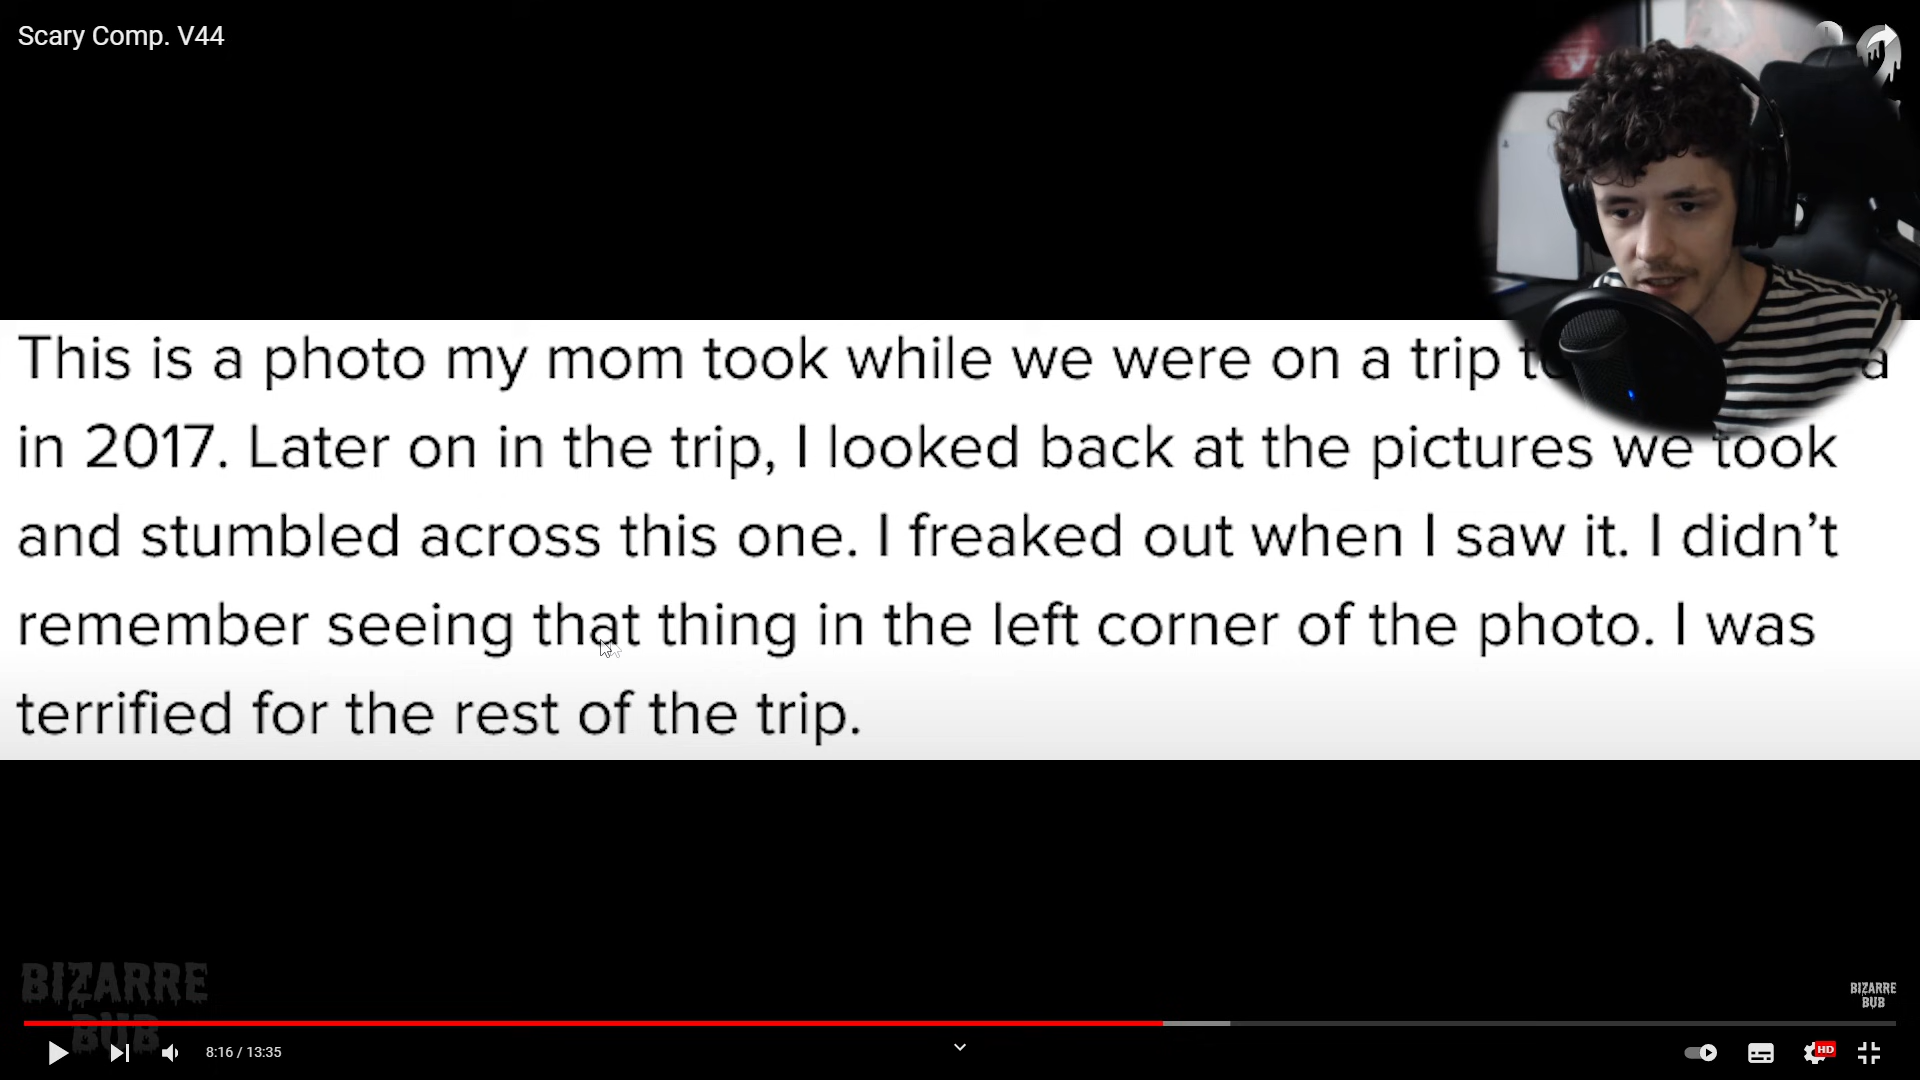 Scary Comp. V44
This is a photo my mom took while we were on a trip to a
in 2017. Later on in the trip, I looked back at the pictures we took
and stumbled across this one. I freaked out when I saw it. I didn’t
remember seeing that thing in the left corner of the photo. I was
terrified for the rest of the trip.
BIZARRE
BUB
BIZARRE
BUB
8:16 / 13:35
HD